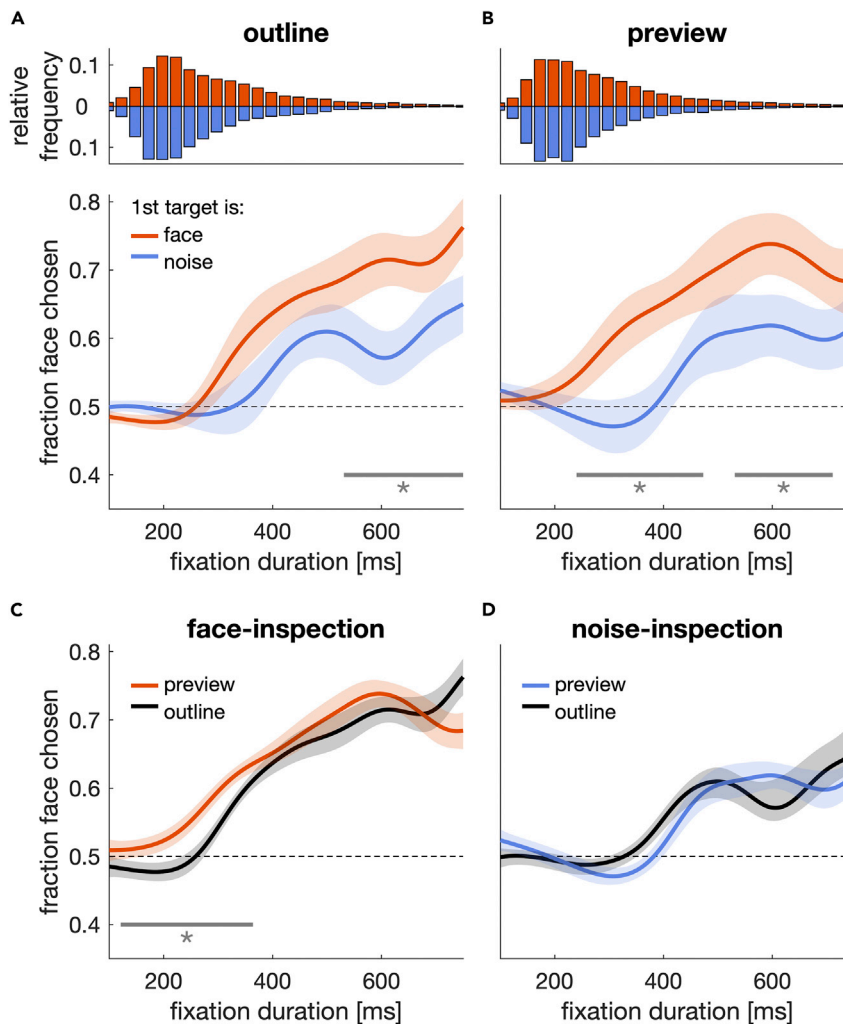 A
outline
B
preview
relative
frequency
0.1
0
0.1
0.8
0.7
0.6
0.5
0.4
fraction face chosen
1st target is:
face
noise
*
*
*
200
400
600
200
400
600
fixation duration [ms]
fixation duration [ms]
C
face-inspection
D
noise-inspection
0.8
0.7
0.6
0.5
0.4
fraction face chosen
preview
outline
preview
outline
*
200
400
600
200
400
600
fixation duration [ms]
fixation duration [ms]